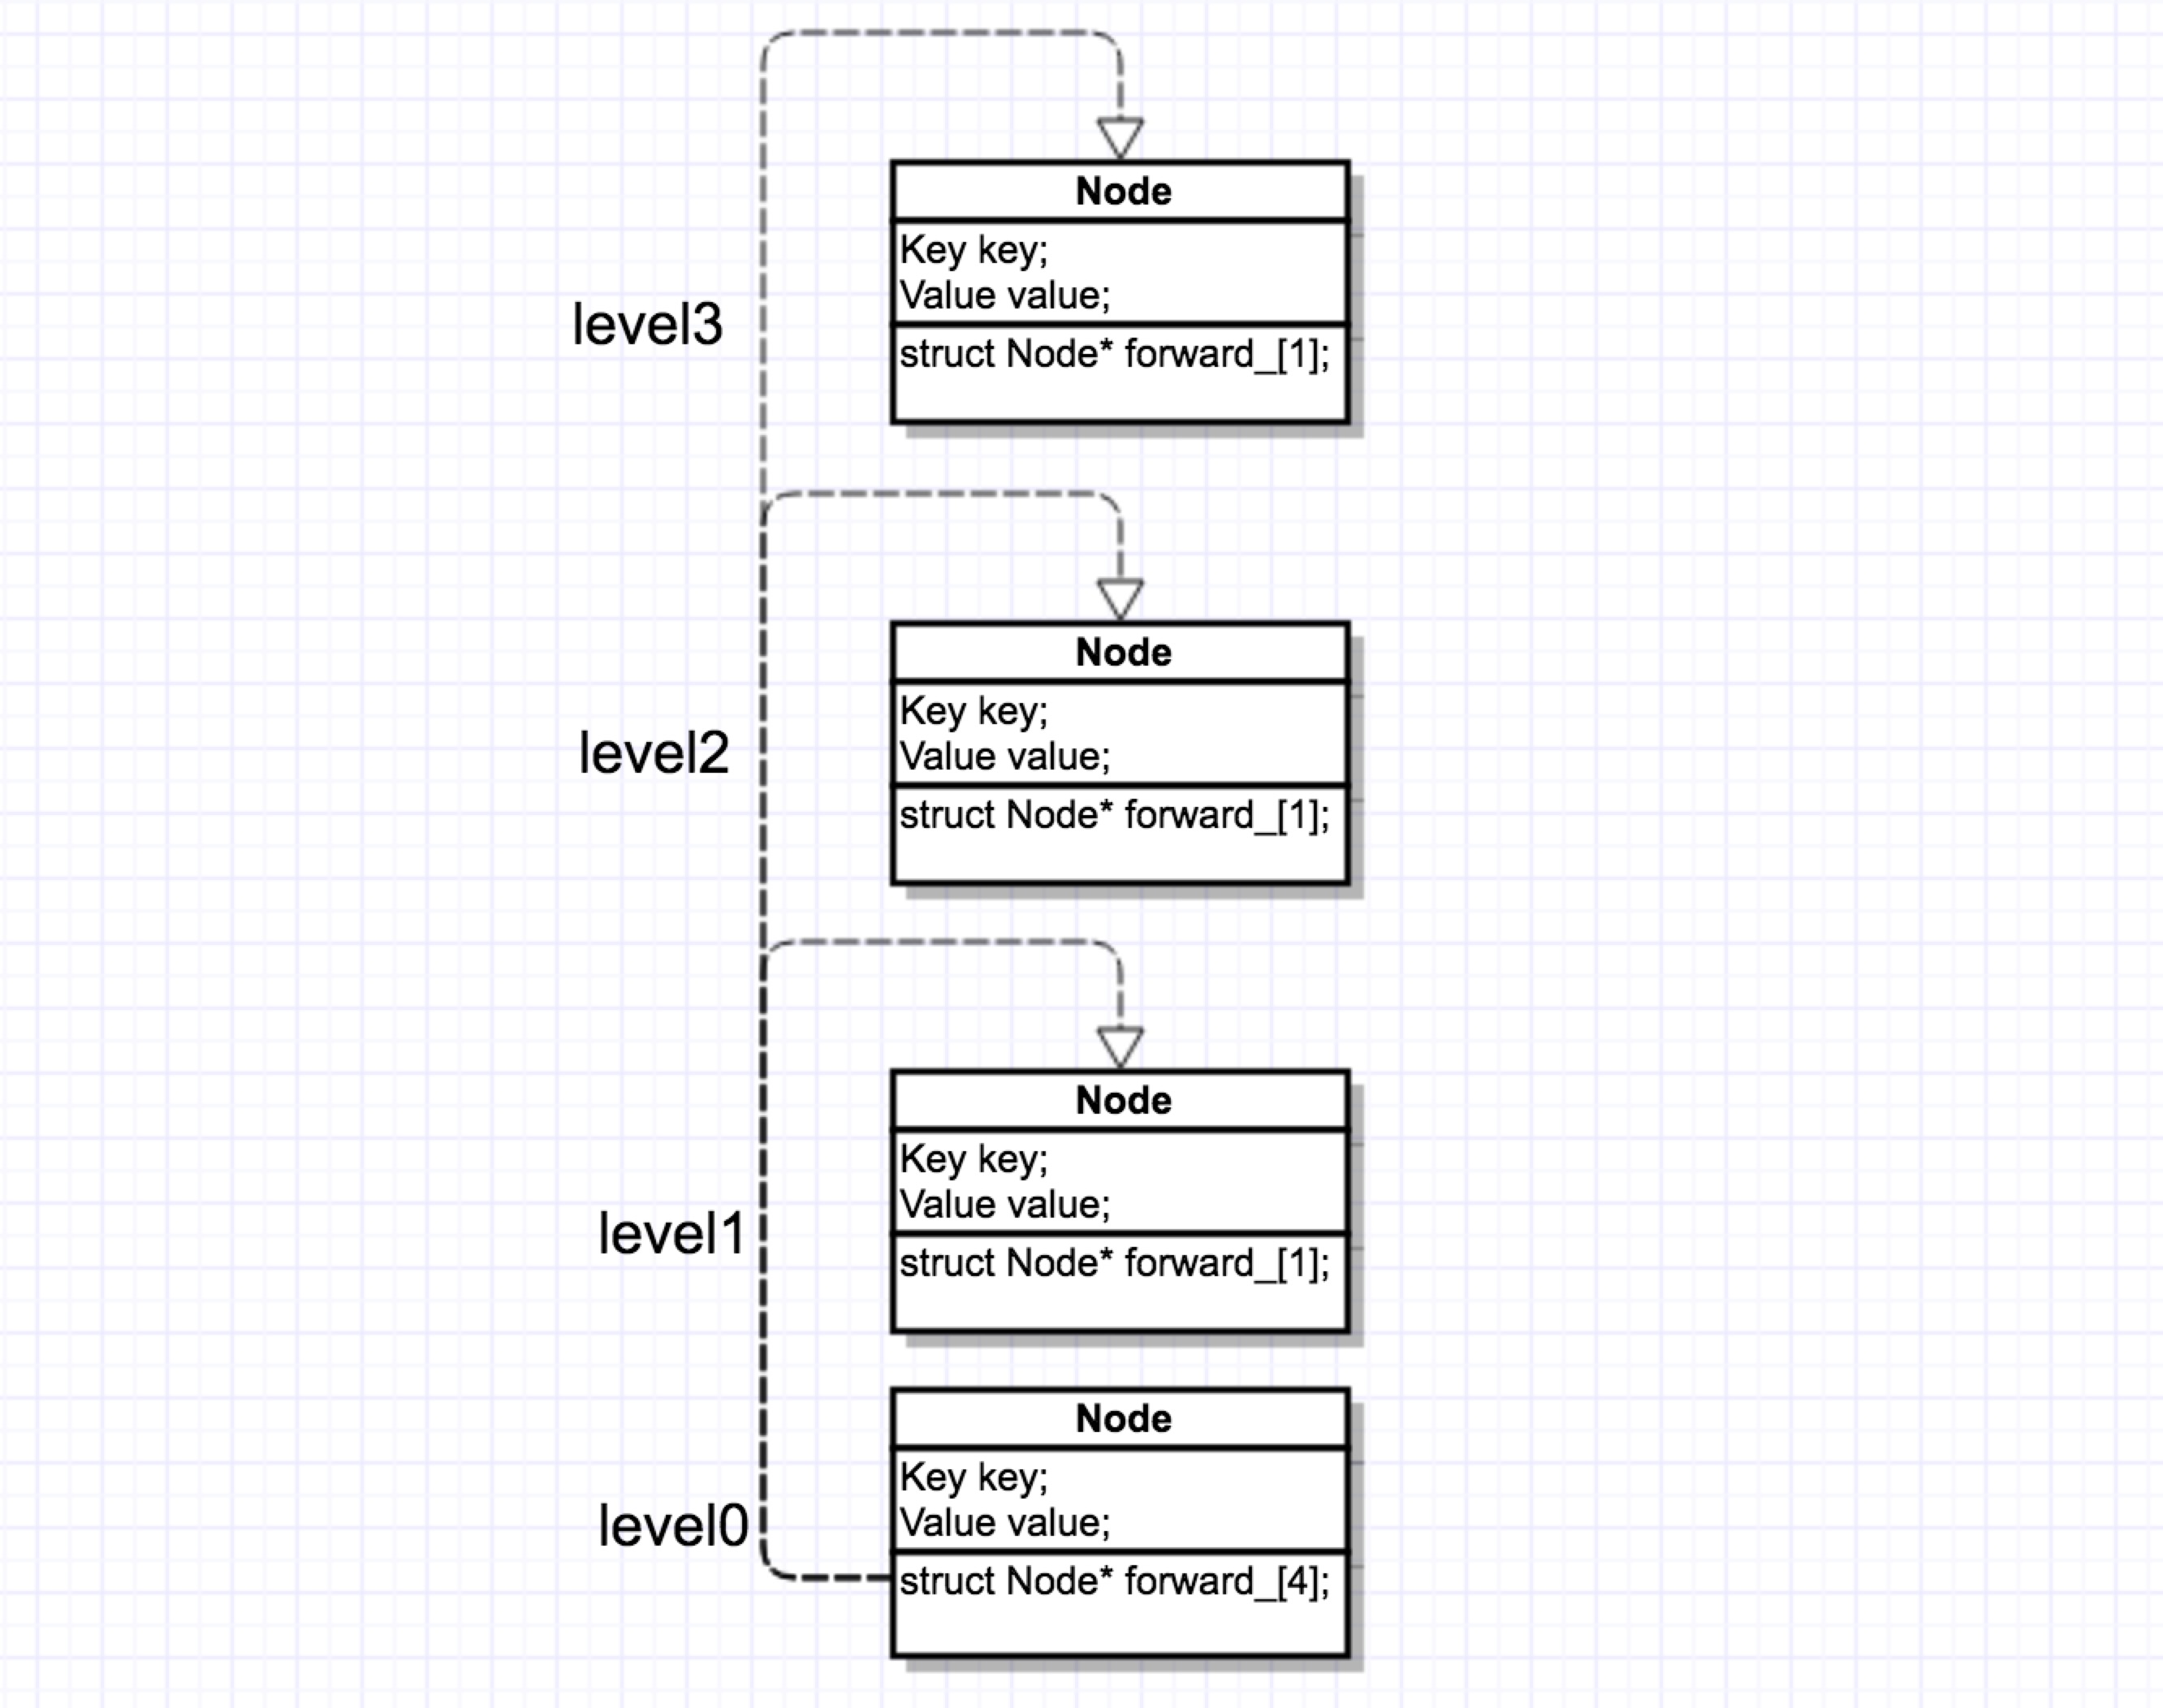 Node
Key key;
Value value;
level3
struct Node* forward_[1];
Node
Key key;
level2
Value value;
struct Node* forward_[1];
Node
Key key;
Value value;
level1
struct Node* forward_[1];
Node
Key key;
Value value;
level0
struct Node* forward_[4];